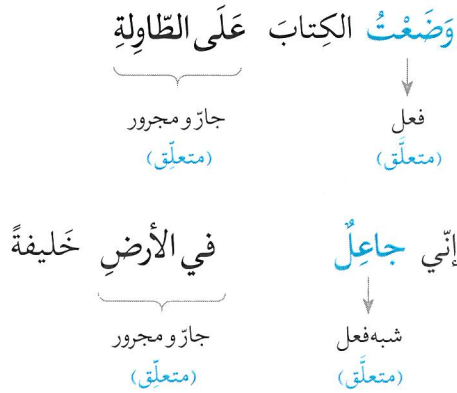 وَضَعْتُ الكِتابَ عَلَى الطّاوِلةِ
فعل جارّ و مجرور
(متعلَّق) (متعلِّق)
إنّي جاعِلٌ في الأرضِ خَليفةً
شبه‌فعل جارّ و مجرور
(متعلَّق) (متعلِّق)